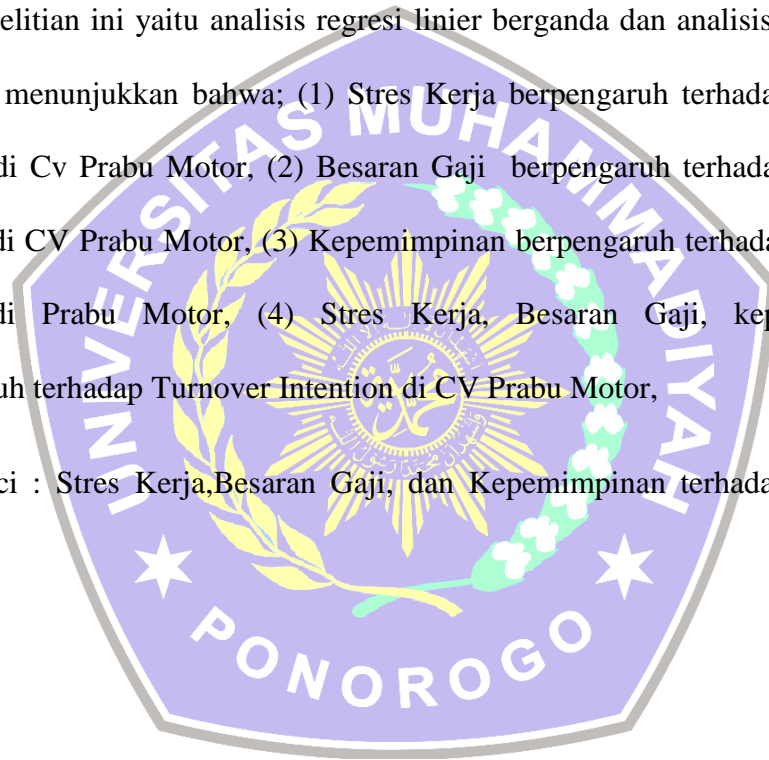 elitian ini yaitu analisis regresi linier berganda dan analisis
menunjukkan bahwa; (1) Stres Kerja berpengaruh terhada
di Cv Prabu Motor, (2) Besaran Gaji berpengaruh terhada
di CV Prabu Motor, (3) Kepemimpinan berpengaruh terhada
di Prabu Motor, (4) Stres Kerja, Besaran Gaji, kep
uh terhadap Turnover Intention di CV Prabu Motor,
ci : Stres Kerja,Besaran Gaji, dan Kepemimpinan terhada
UNIVERSITAS MUHAMMADIYAH
PONOROGO